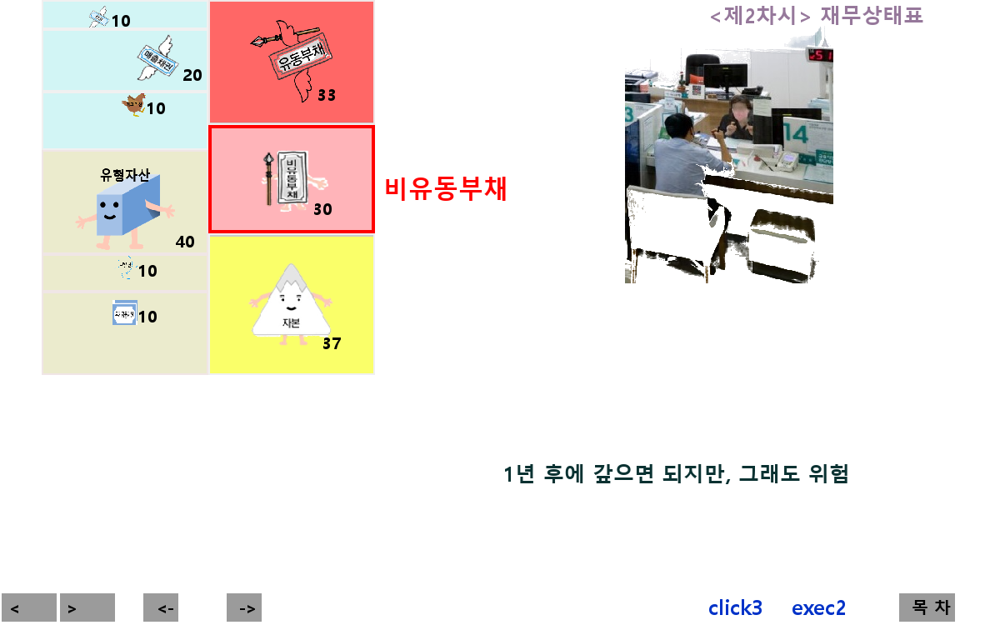 <제2차시> 재무상태표
10
매출채권
20
10
유형자산
40
10
10
유동부채
33
비유동부채
30
비유동부채
자본
37
51
3
14
1년 후에 갚으면 되지만, 그래도 위험
< > <- -> click3 exec2 목 차